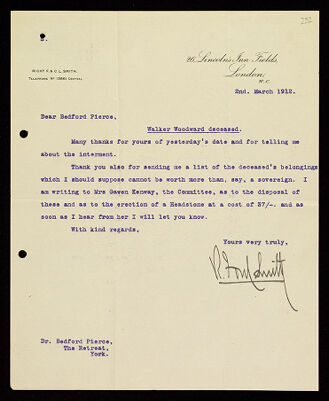 S.
26, Lincoln's Inn Fields,
London,
W.C.
2nd. March 1912.
Dear Bedford Pierce,
Walker Woodward deceased.
Many thanks for yours of yesterday's date and for telling me
about the interment.
Thank you also for sending me a list of the deceased's belongings
which I should suppose cannot be worth more than, say, a sovereign. I
am writing to Mrs Gawen Kenway, the Committee, as to the disposal of
these and as to the erection of a Headstone at a cost of 37/-. and as
soon as I hear from her I will let you know.
With kind regards,
Yours very truly,
Dr. Bedford Pierce,
The Retreat,
York.